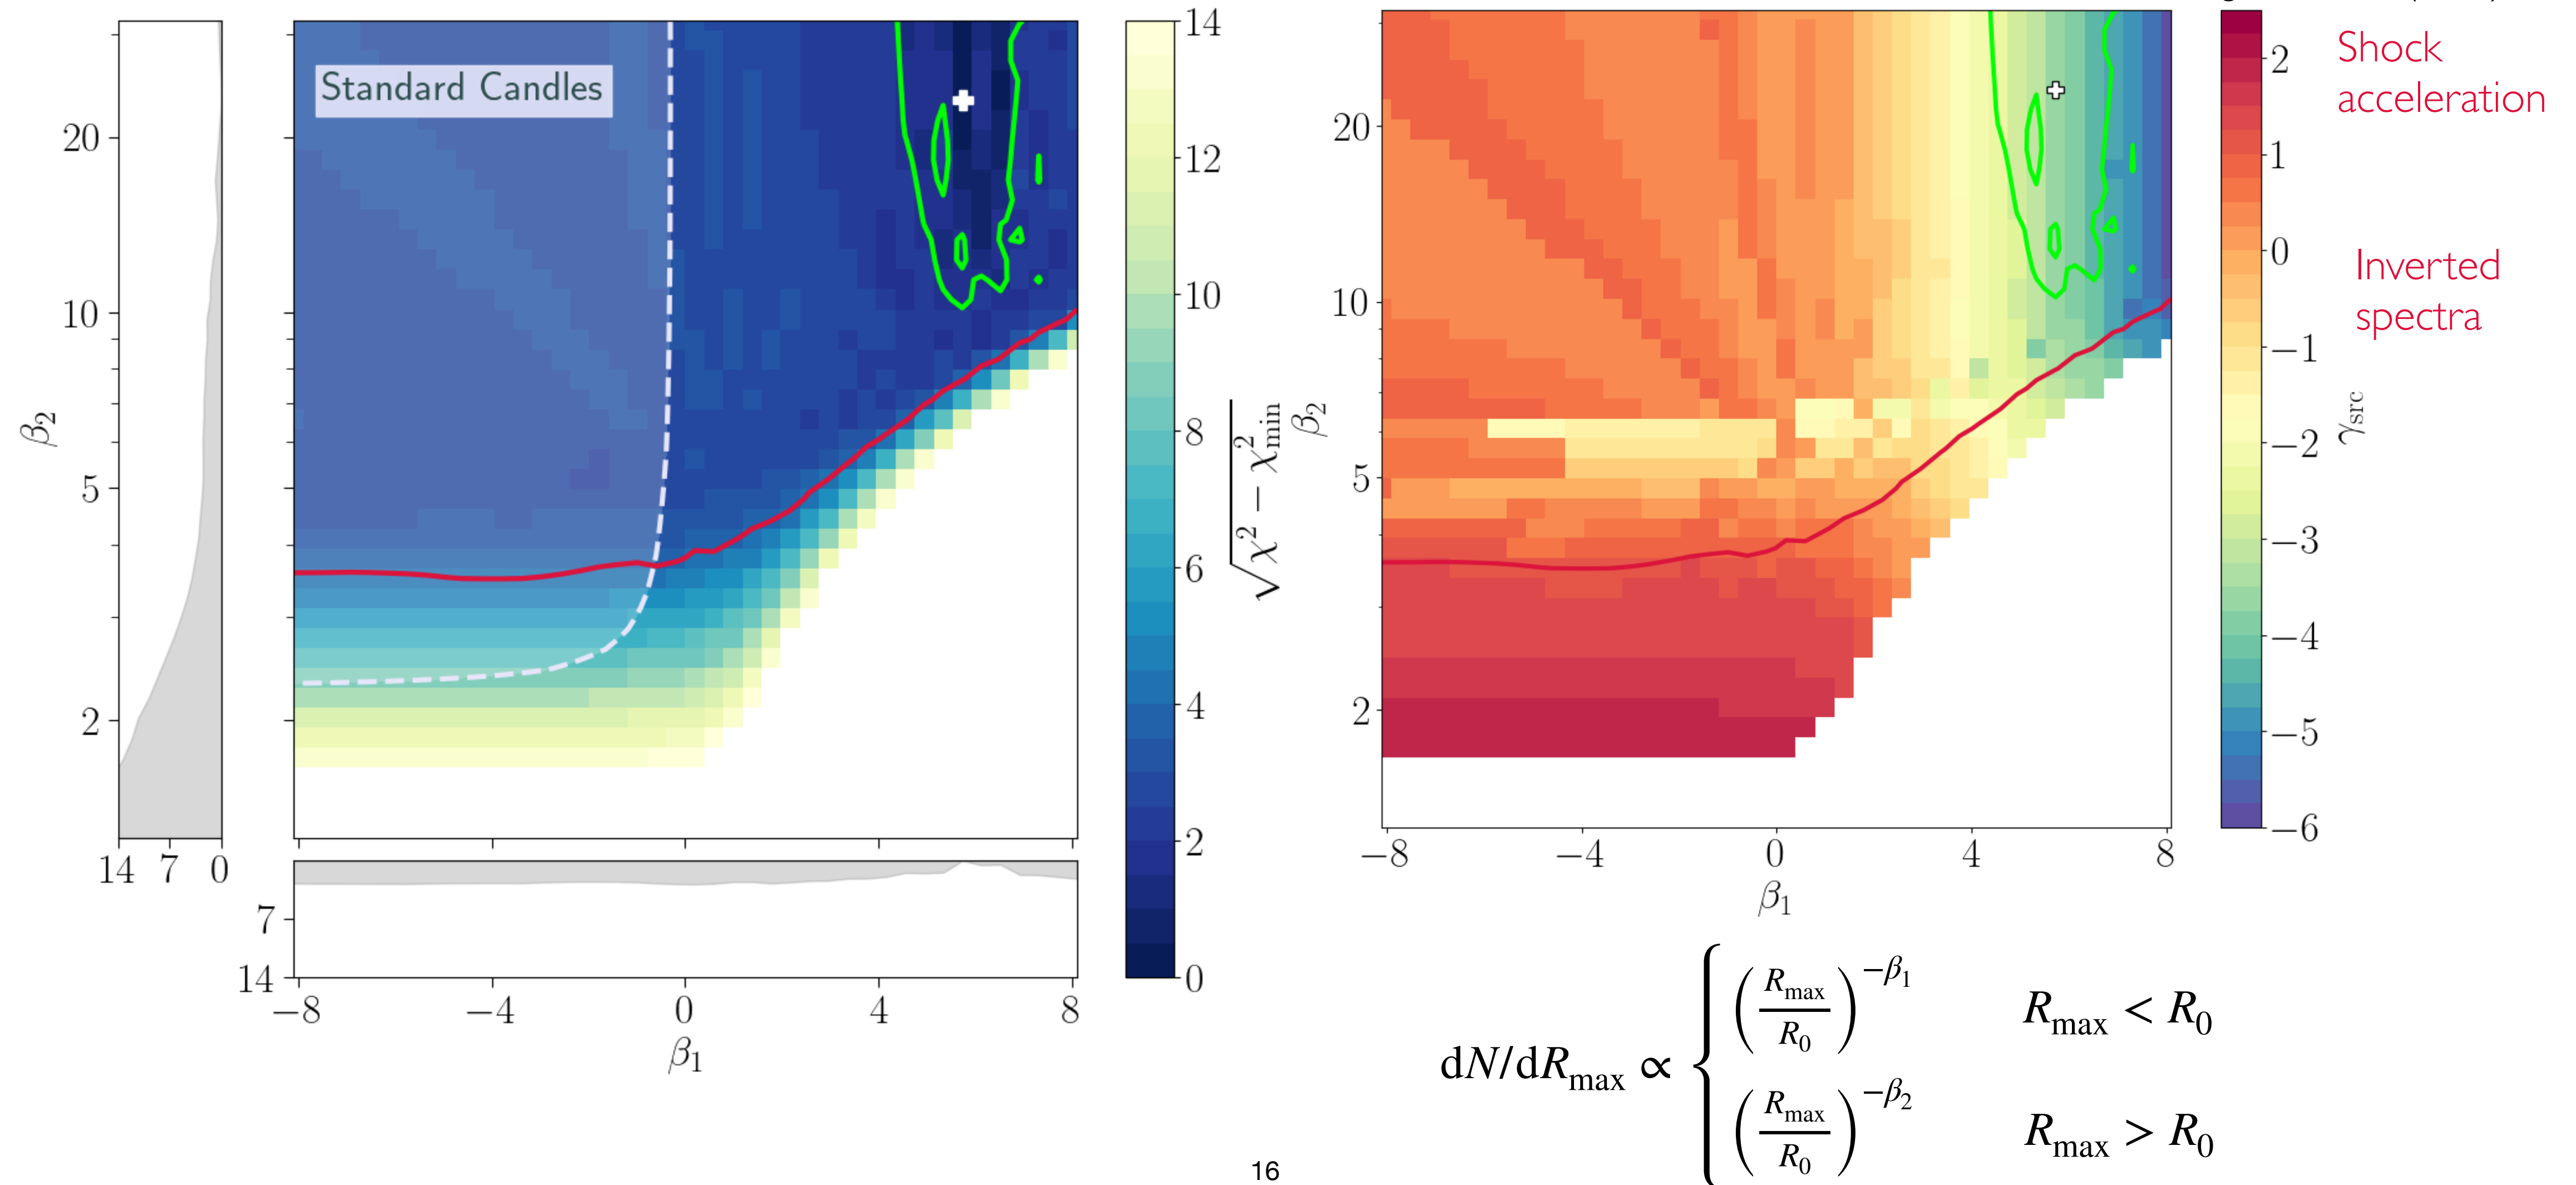 Standard Candles
20
10
5
2
β₂
14 7 0
7
14
−8 −4 0 4 8
β₁
14
12
10
8
6
4
2
0
√(χ² − χ²min)
20
10
5
2
β₂
−8 −4 0 4 8
β₁
2
1
0
−1
−2
−3
−4
−5
−6
γsrc
Shock
acceleration
Inverted
spectra
dN/dRmax ∝ { (Rmax/R₀)^−β₁ Rmax < R₀
(Rmax/R₀)^−β₂ Rmax > R₀
16